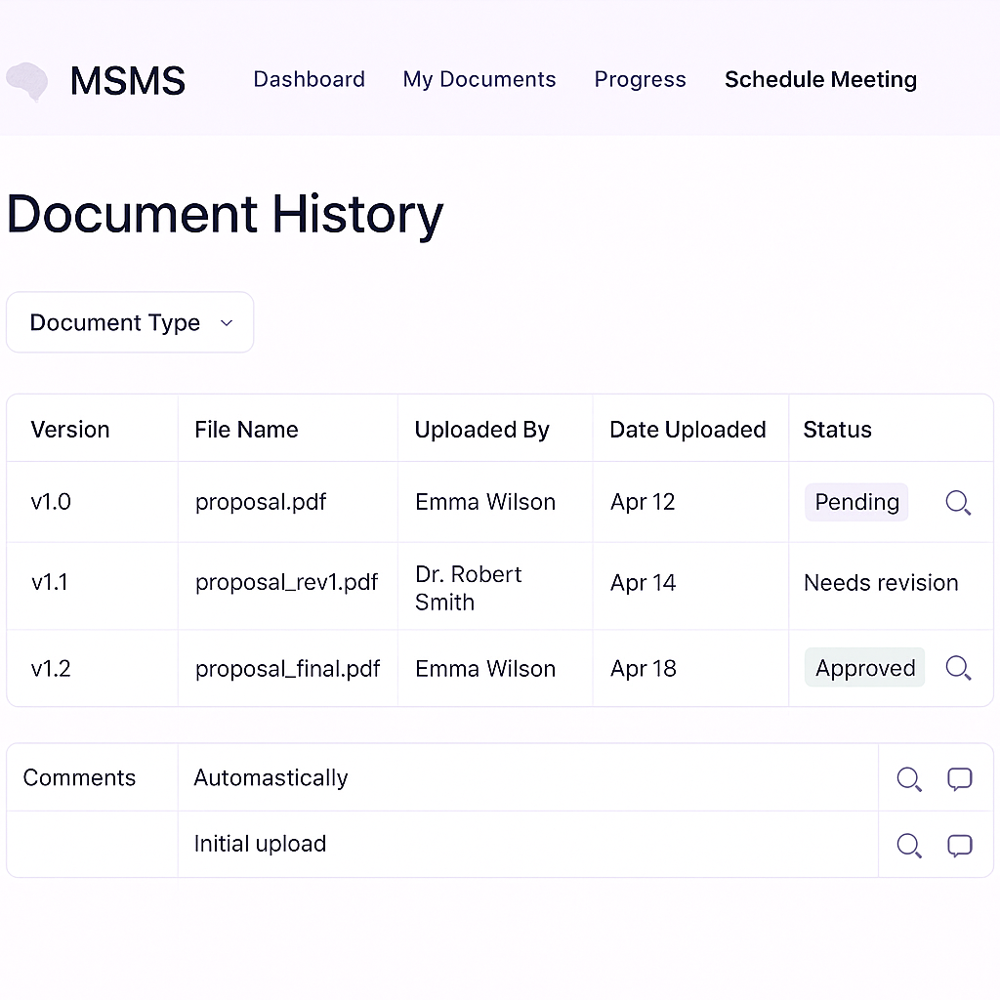 MSMS Dashboard My Documents Progress Schedule Meeting
Document History
Document Type
Version File Name Uploaded By Date Uploaded Status
v1.0 proposal.pdf Emma Wilson Apr 12 Pending
v1.1 proposal_rev1.pdf Dr. Robert Smith Apr 14 Needs revision
v1.2 proposal_final.pdf Emma Wilson Apr 18 Approved
Comments Automastically
Initial upload